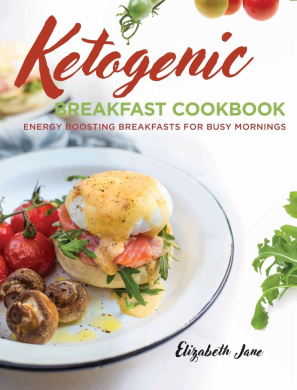 Ketogenic
BREAKFAST COOKBOOK
ENERGY BOOSTING BREAKFASTS FOR BUSY MORNINGS
Elizabeth Jane